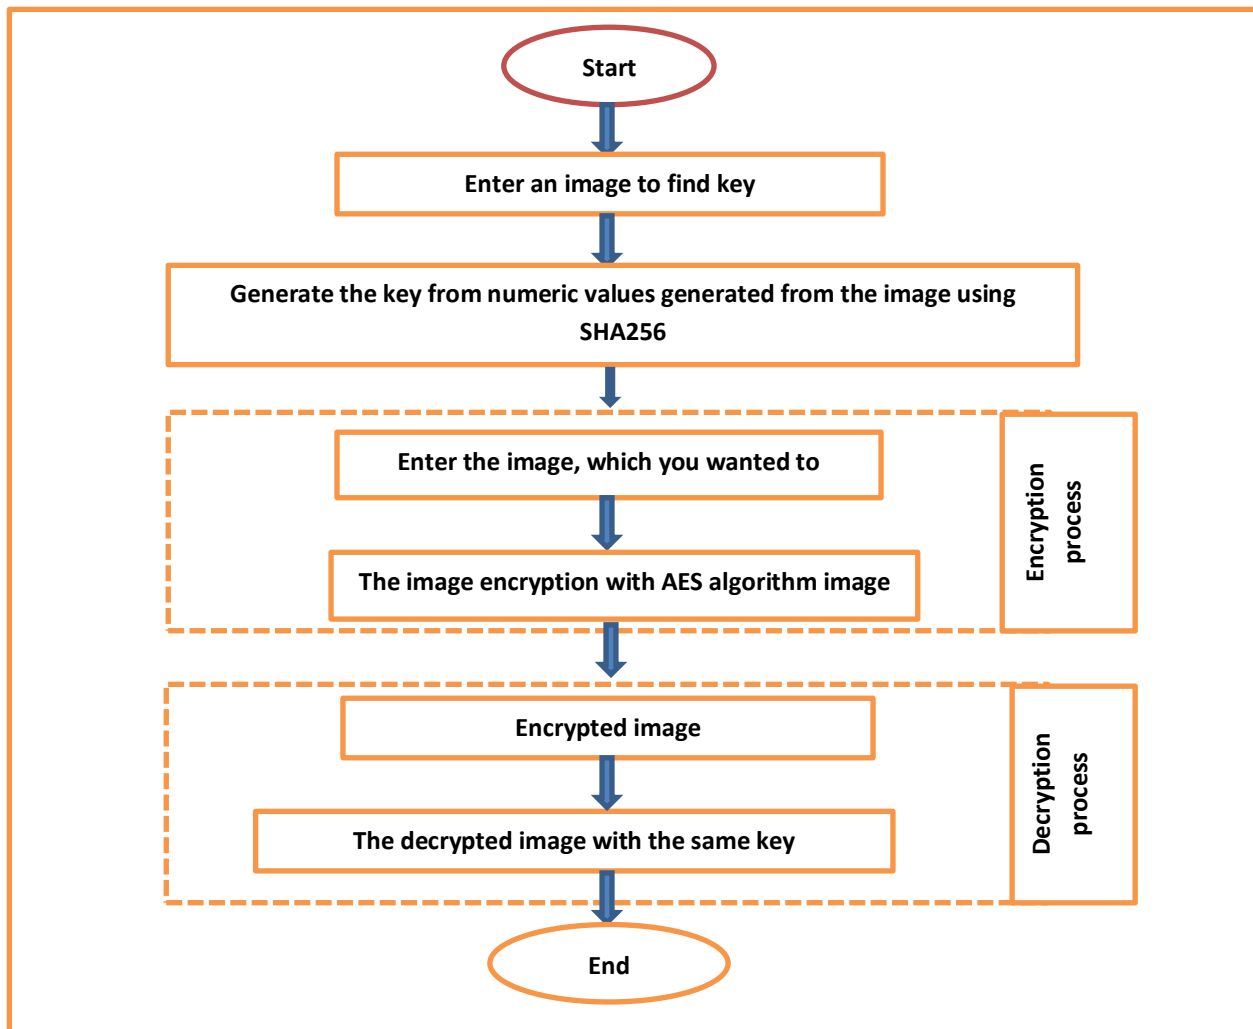 Start
Enter an image to find key
Generate the key from numeric values generated from the image using
SHA256
Enter the image, which you wanted to
The image encryption with AES algorithm image
Encryption
process
Encrypted image
The decrypted image with the same key
Decryption
process
End